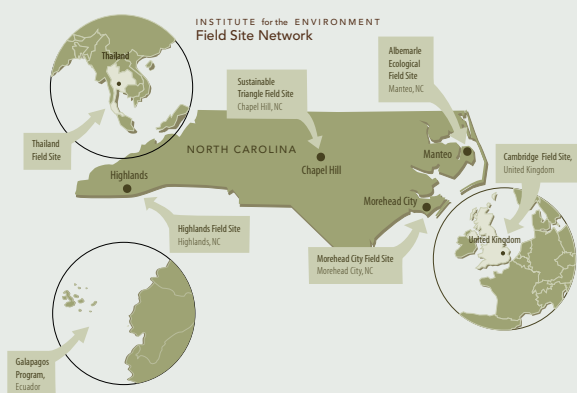 INSTITUTE for the ENVIRONMENT
Field Site Network
Thailand
Thailand
Field Site
Sustainable
Triangle Field Site
Chapel Hill, NC
Albemarle
Ecological
Field Site
Manteo, NC
NORTH CAROLINA
Chapel Hill
Manteo
Cambridge Field Site,
United Kingdom
Highlands
Morehead City
Highlands Field Site
Highlands, NC
Morehead City Field Site
Morehead City, NC
United Kingdom
Galapagos
Program,
Ecuador